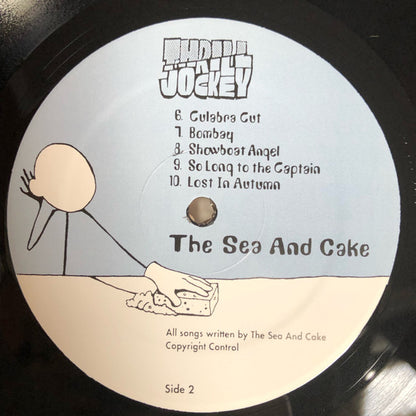 THRILL
JOCKEY
6. Culabra Cut
7. Bombay
8. Showboat Angel
9. So Long to the Captain
10. Lost In Autumn
The Sea And Cake
All songs written by The Sea And Cake
Copyright Control
Side 2